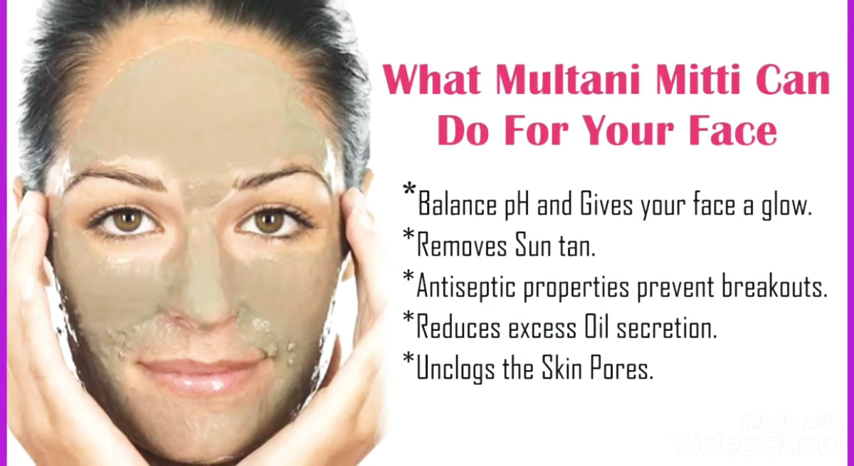 What Multani Mitti Can
Do For Your Face
*Balance pH and Gives your face a glow.
*Removes Sun tan.
*Antiseptic properties prevent breakouts.
*Reduces excess Oil secretion.
*Unclogs the Skin Pores.
Made with
VideoShow